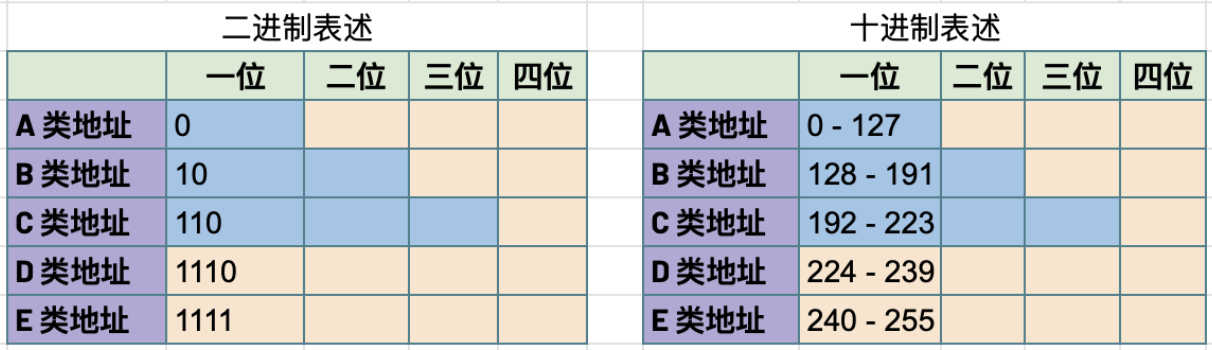 二进制表述
一位 二位 三位 四位
A 类地址 0
B 类地址 10
C 类地址 110
D 类地址 1110
E 类地址 1111
十进制表述
一位 二位 三位 四位
A 类地址 0 - 127
B 类地址 128 - 191
C 类地址 192 - 223
D 类地址 224 - 239
E 类地址 240 - 255